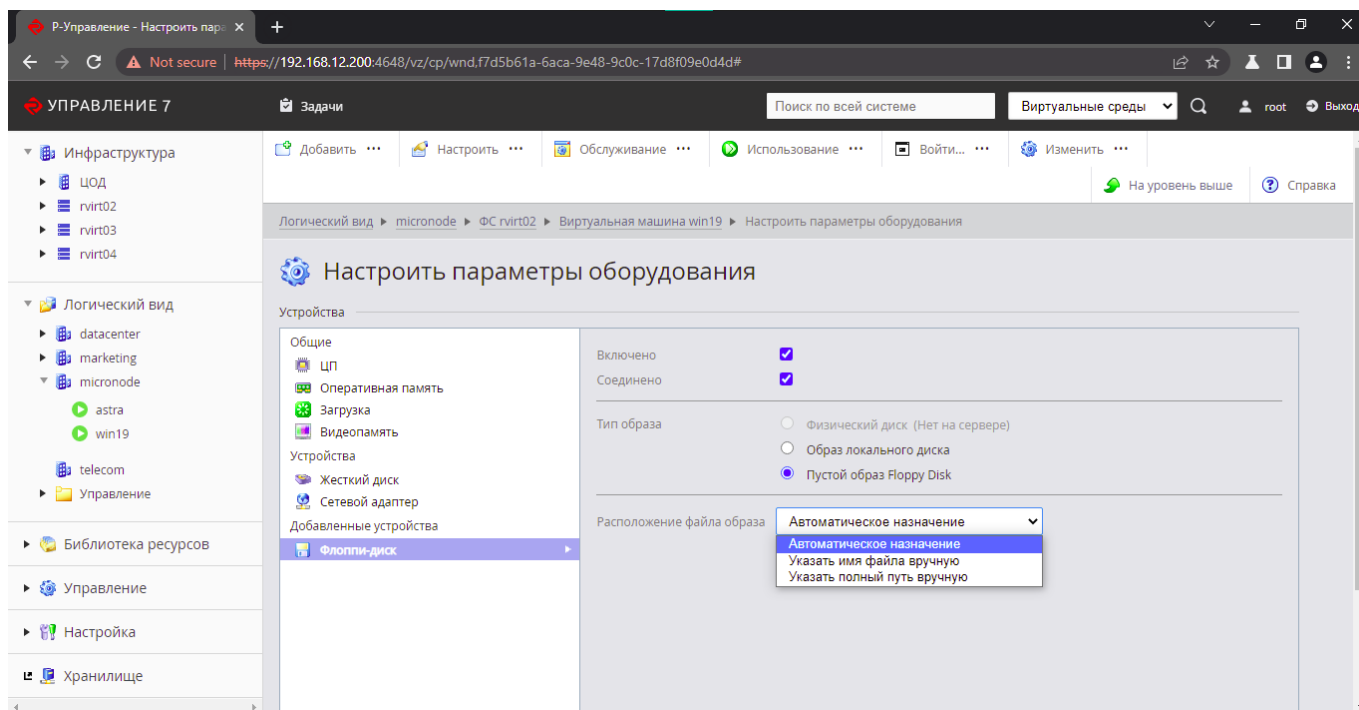 Р-Управление - Настроить пара
Not secure | https://192.168.12.200:4648/vz/cp/wnd.f7d5b61a-6aca-9e48-9c0c-17d8f09e0d4d#
УПРАВЛЕНИЕ 7
Задачи
Поиск по всей системе
Виртуальные среды
root
Выход
Инфраструктура
ЦОД
rvirt02
rvirt03
rvirt04
Логический вид
datacenter
marketing
micronode
astra
win19
telecom
Управление
Библиотека ресурсов
Управление
Настройка
Хранилище
Добавить ...
Настроить ...
Обслуживание ...
Использование ...
Войти... ...
Изменить ...
На уровень выше
Справка
Логический вид ▶ micronode ▶ ФС rvirt02 ▶ Виртуальная машина win19 ▶ Настроить параметры оборудования
Настроить параметры оборудования
Устройства
Общие
ЦП
Оперативная память
Загрузка
Видеопамять
Устройства
Жесткий диск
Сетевой адаптер
Добавленные устройства
Флоппи-диск
Включено
Соединено
Тип образа
Физический диск (Нет на сервере)
Образ локального диска
Пустой образ Floppy Disk
Расположение файла образа
Автоматическое назначение
Автоматическое назначение
Указать имя файла вручную
Указать полный путь вручную